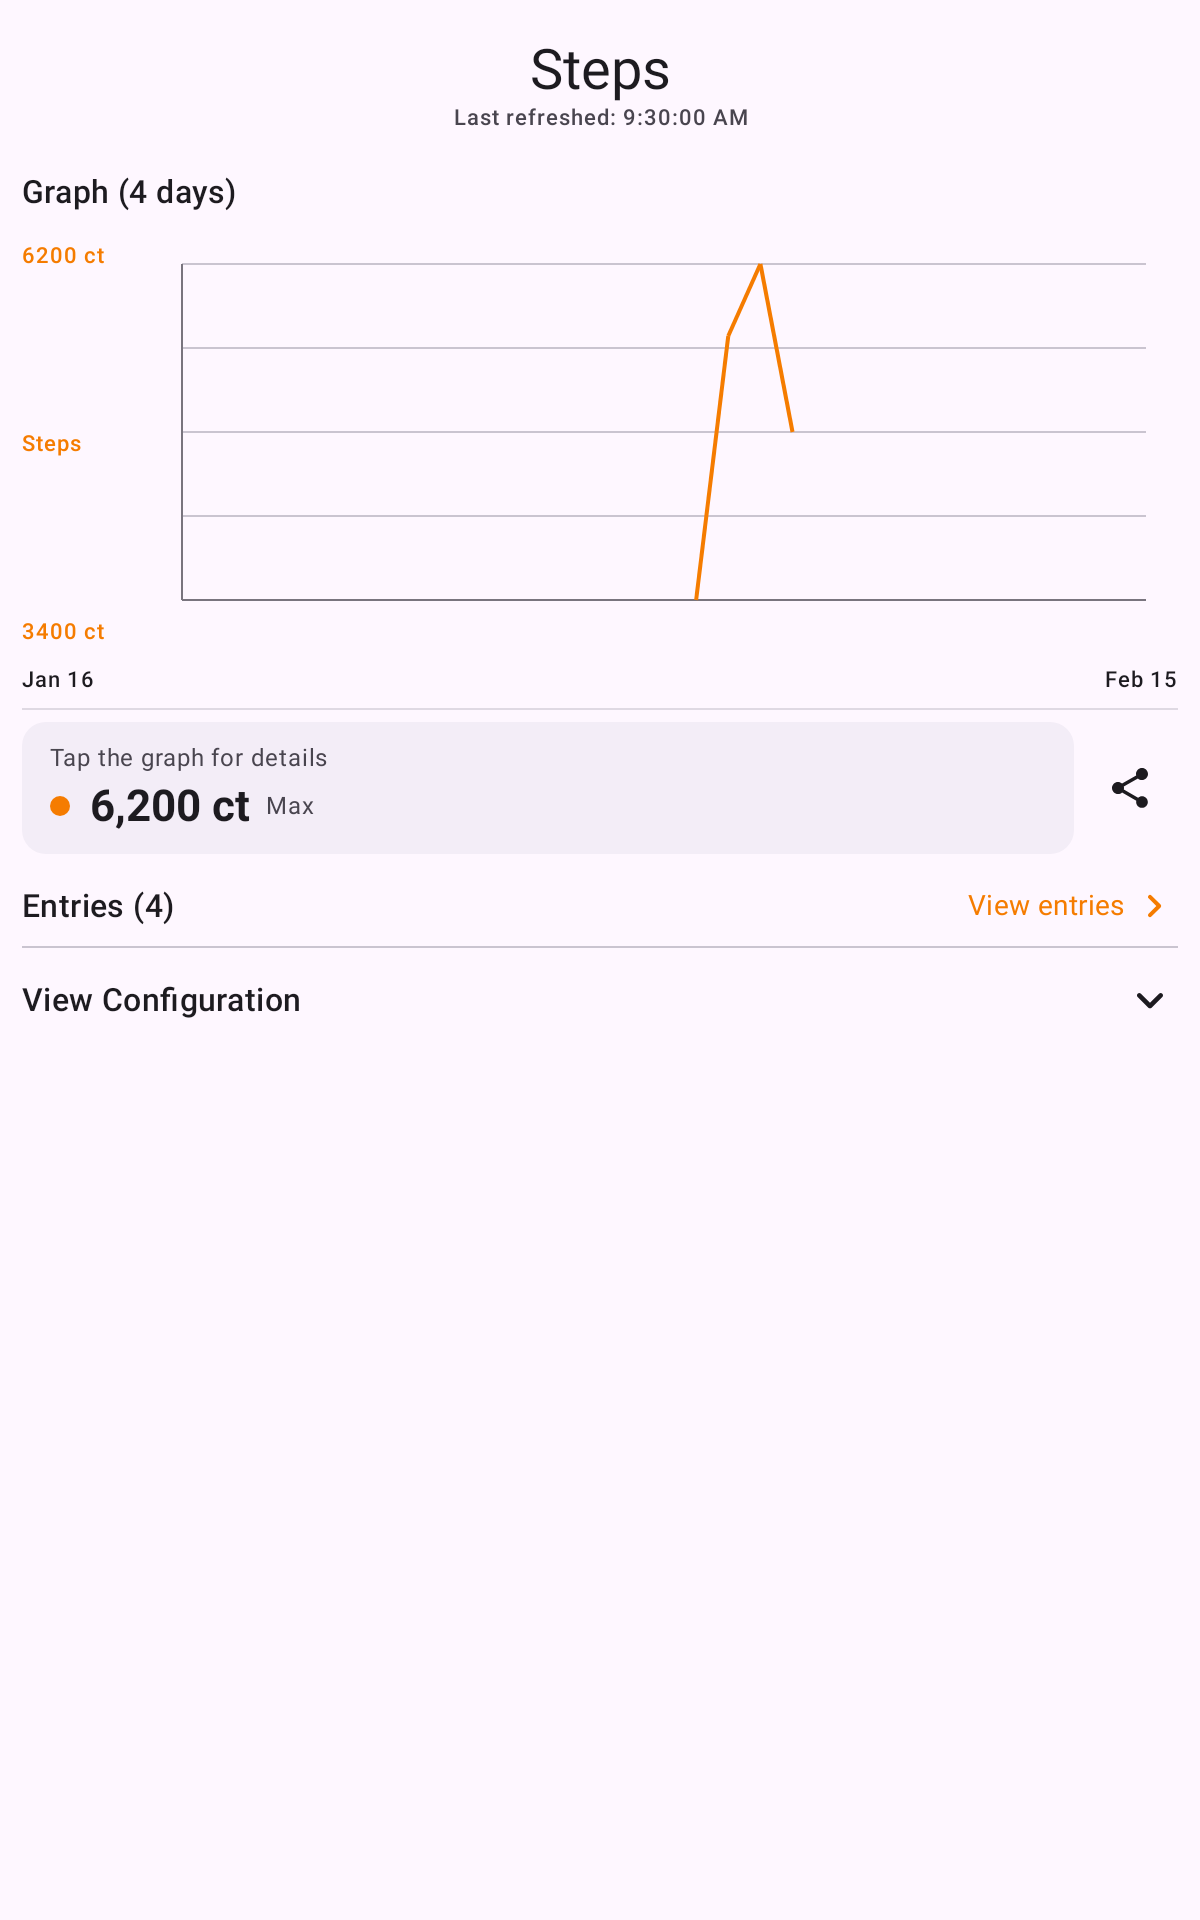 Steps
Last refreshed: 9:30:00 AM
Graph (4 days)
6200 ct
Steps
3400 ct
Jan 16
Feb 15
Tap the graph for details
6,200 ct Max
Entries (4)
View entries
View Configuration